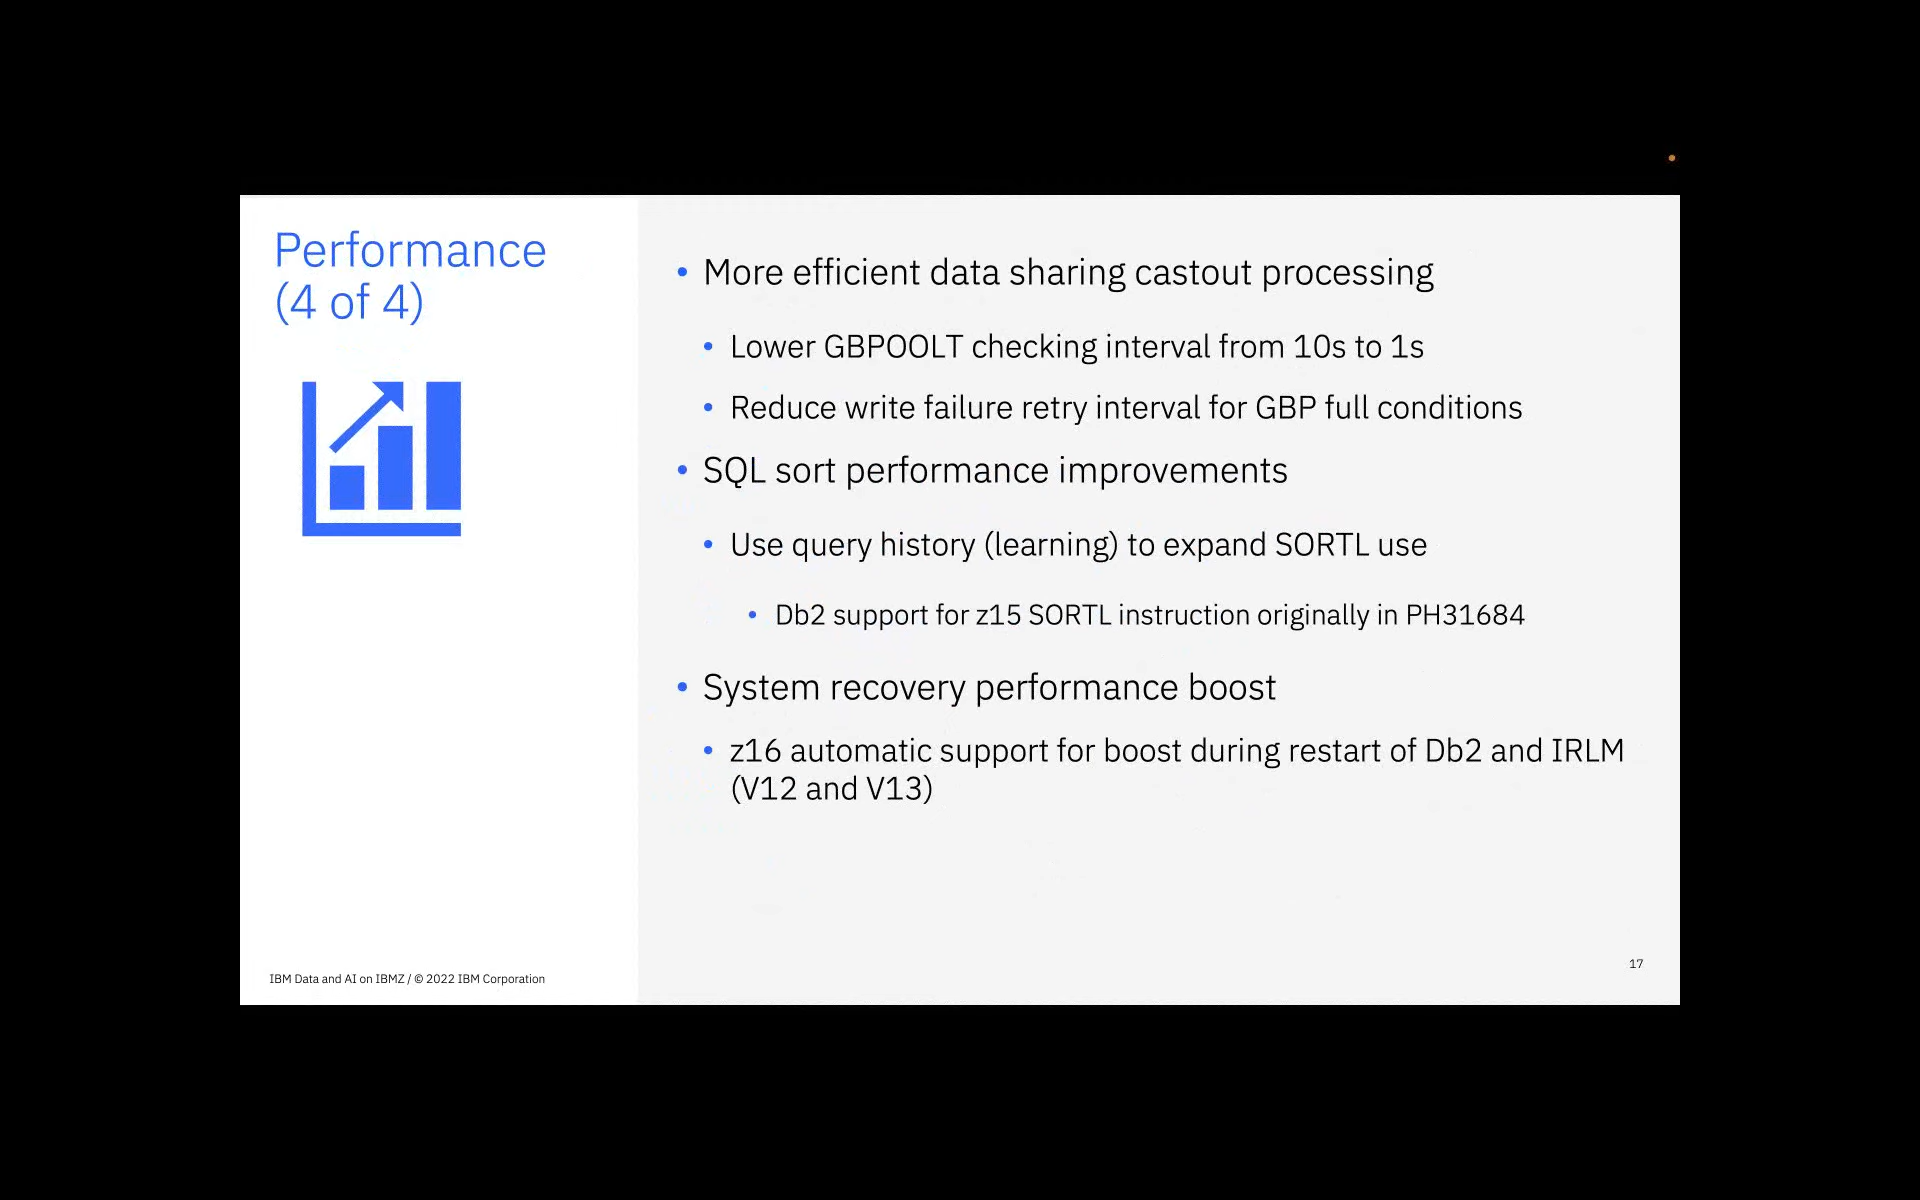 Performance
(4 of 4)
• More efficient data sharing castout processing
• Lower GBPOOLT checking interval from 10s to 1s
• Reduce write failure retry interval for GBP full conditions
• SQL sort performance improvements
• Use query history (learning) to expand SORTL use
• Db2 support for z15 SORTL instruction originally in PH31684
• System recovery performance boost
• z16 automatic support for boost during restart of Db2 and IRLM
(V12 and V13)
IBM Data and AI on IBMZ / © 2022 IBM Corporation
17